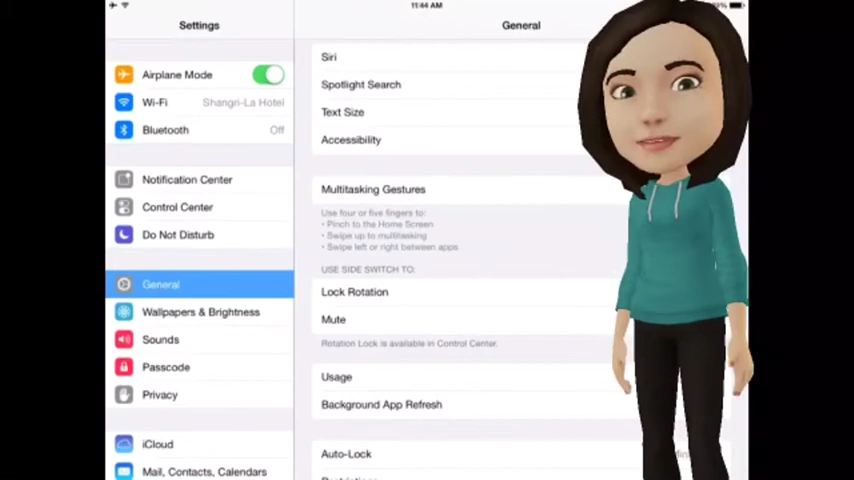 11:44 AM
Settings
General
Airplane Mode
Wi-Fi Shangri-La Hotel
Bluetooth Off
Notification Center
Control Center
Do Not Disturb
General
Wallpapers & Brightness
Sounds
Passcode
Privacy
iCloud
Mail, Contacts, Calendars
Siri
Spotlight Search
Text Size
Accessibility
Multitasking Gestures
Use four or five fingers to:
• Pinch to the Home Screen
• Swipe up to multitasking
• Swipe left or right between apps
USE SIDE SWITCH TO:
Lock Rotation
Mute
Rotation Lock is available in Control Center.
Usage
Background App Refresh
Auto-Lock